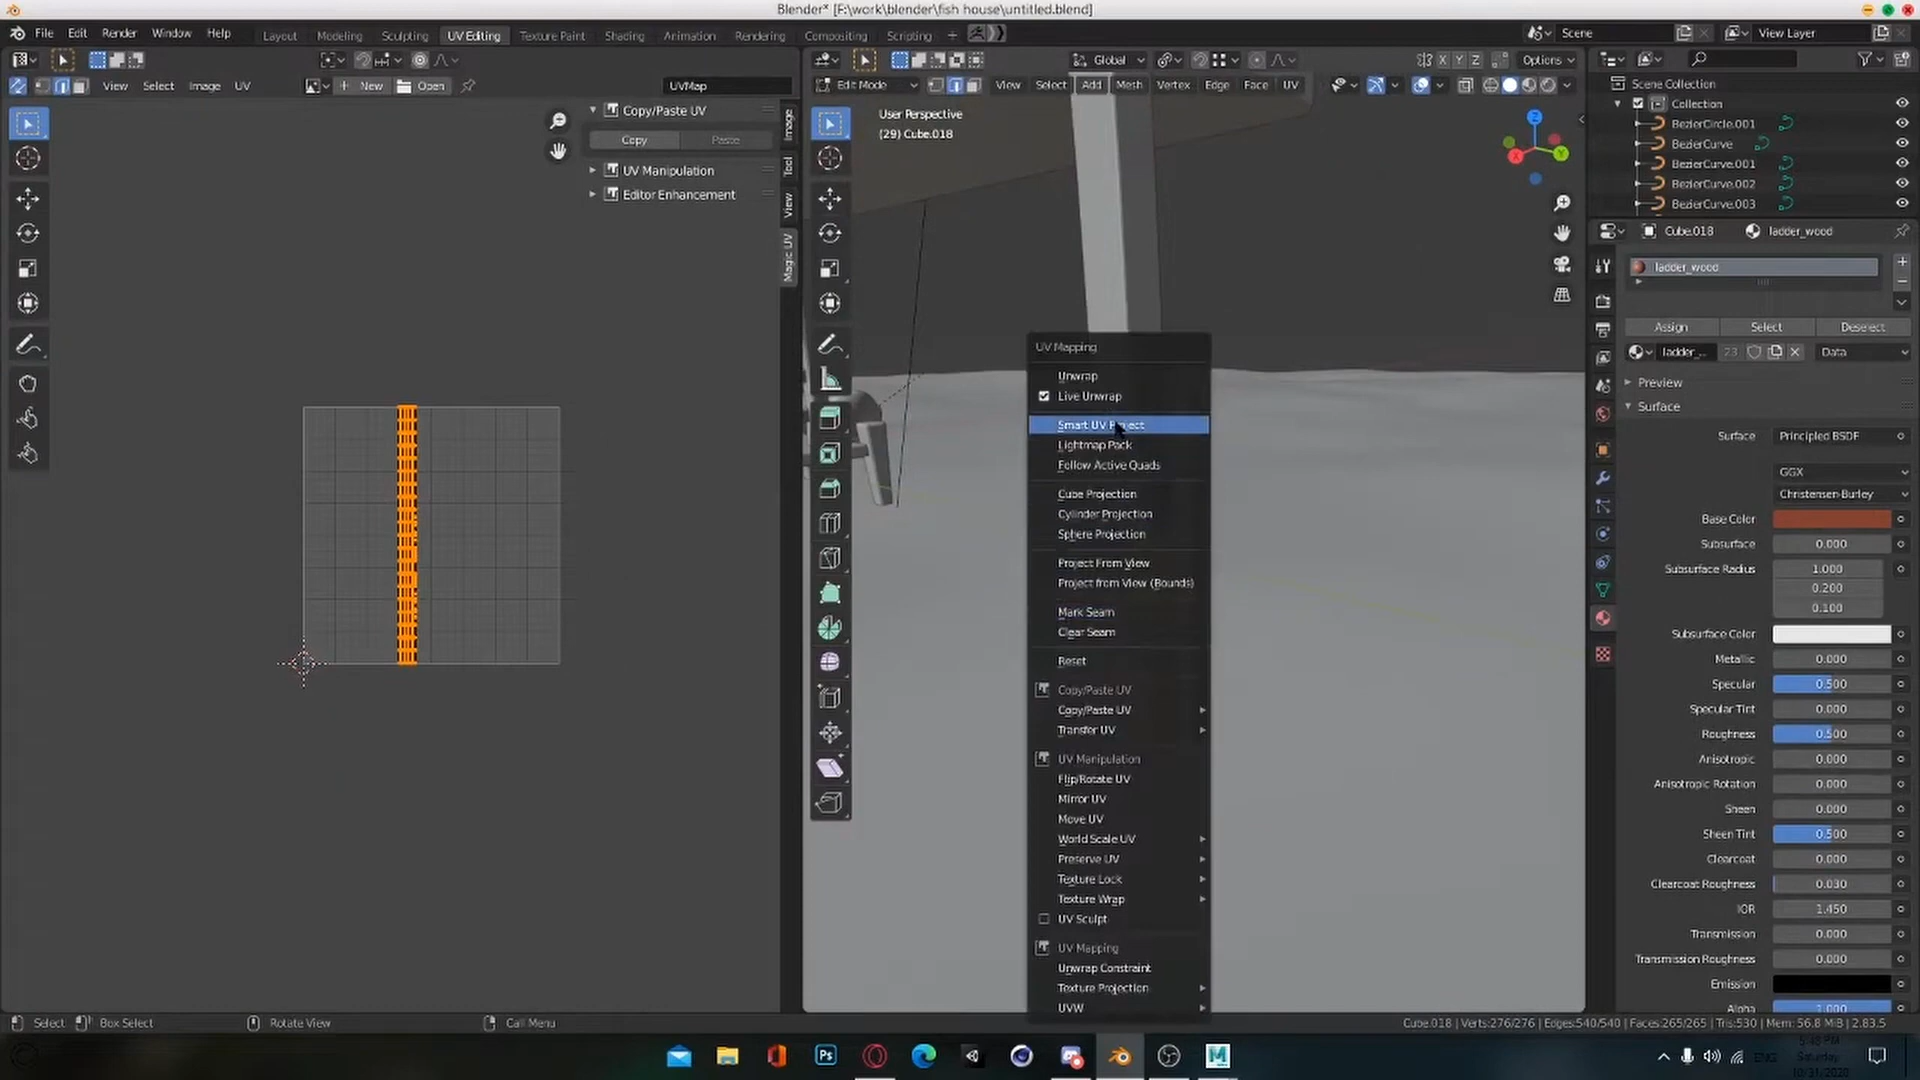 Blender* [F:\work\blender\fish house\untitled.blend]
File Edit Render Window Help
Layout Modeling Sculpting UV Editing Texture Paint Shading Animation Rendering Compositing Scripting
Scene
View Layer
View Select Image UV
New
Open
UVMap
Copy/Paste UV
Copy
Paste
UV Manipulation
Editor Enhancement
Image
Tool
View
Magic UV
Global
X Y Z
Options
Edit Mode
View Select Add Mesh Vertex Edge Face UV
User Perspective
(29) Cube.018
Z
X
Y
UV Mapping
Unwrap
Live Unwrap
Smart UV Project
Lightmap Pack
Follow Active Quads
Cube Projection
Cylinder Projection
Sphere Projection
Project From View
Project from View (Bounds)
Mark Seam
Clear Seam
Reset
Copy/Paste UV
Copy/Paste UV
Transfer UV
UV Manipulation
Flip/Rotate UV
Mirror UV
Move UV
World Scale UV
Preserve UV
Texture Lock
Texture Wrap
UV Sculpt
UV Mapping
Unwrap Constraint
Texture Projection
UVW
Scene Collection
Collection
BezierCircle.001
BezierCurve
BezierCurve.001
BezierCurve.002
BezierCurve.003
Cube.018
ladder_wood
ladder_wood
Assign
Select
Deselect
ladder_...
23
Data
Preview
Surface
Surface Principled BSDF
GGX
Christensen-Burley
Base Color
Subsurface 0.000
Subsurface Radius 1.000
0.200
0.100
Subsurface Color
Metallic 0.000
Specular 0.500
Specular Tint 0.000
Roughness 0.500
Anisotropic 0.000
Anisotropic Rotation 0.000
Sheen 0.000
Sheen Tint 0.500
Clearcoat 0.000
Clearcoat Roughness 0.030
IOR 1.450
Transmission 0.000
Transmission Roughness 0.000
Emission
Alpha 1.000
Select
Box Select
Rotate View
Call Menu
Cube.018 | Verts:276/276 | Edges:540/540 | Faces:265/265 | Tris:530 | Mem: 56.8 MiB | 2.83.5
Ps
M
ENG
5:48 PM
Saturday
10/31/2020